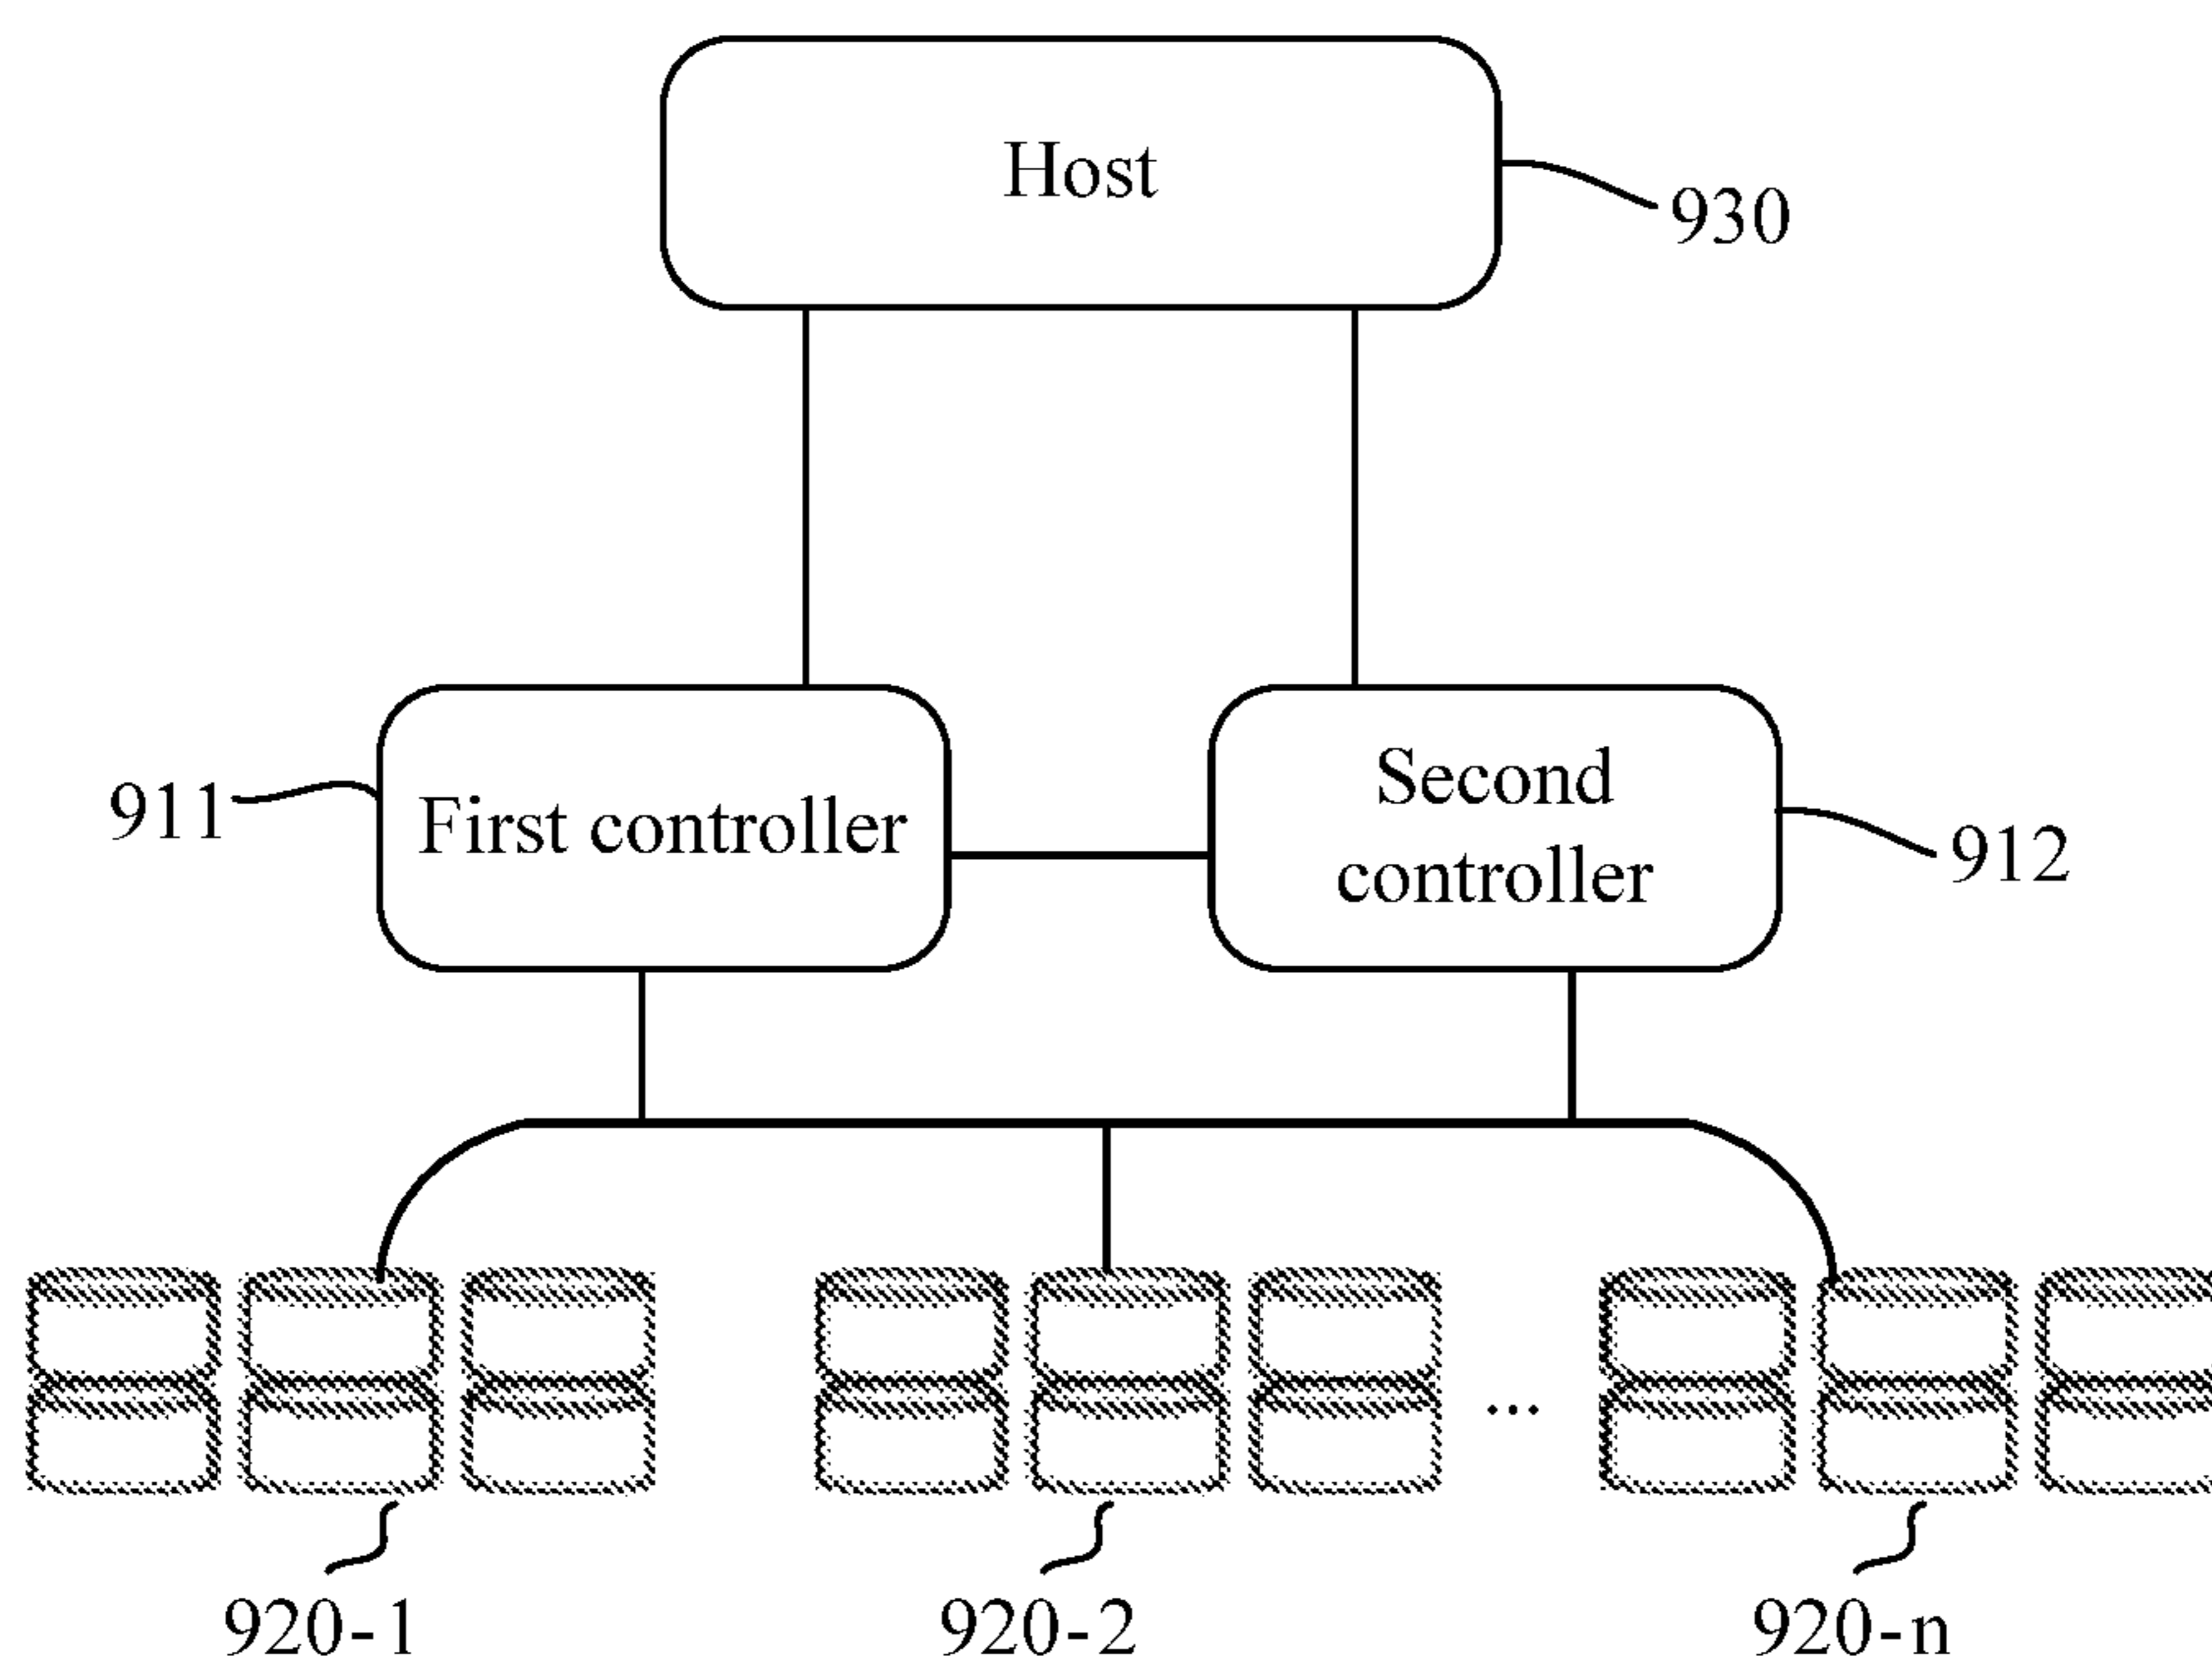 Host
930
911
First controller
Second
controller
912
...
920-1
920-2
920-n